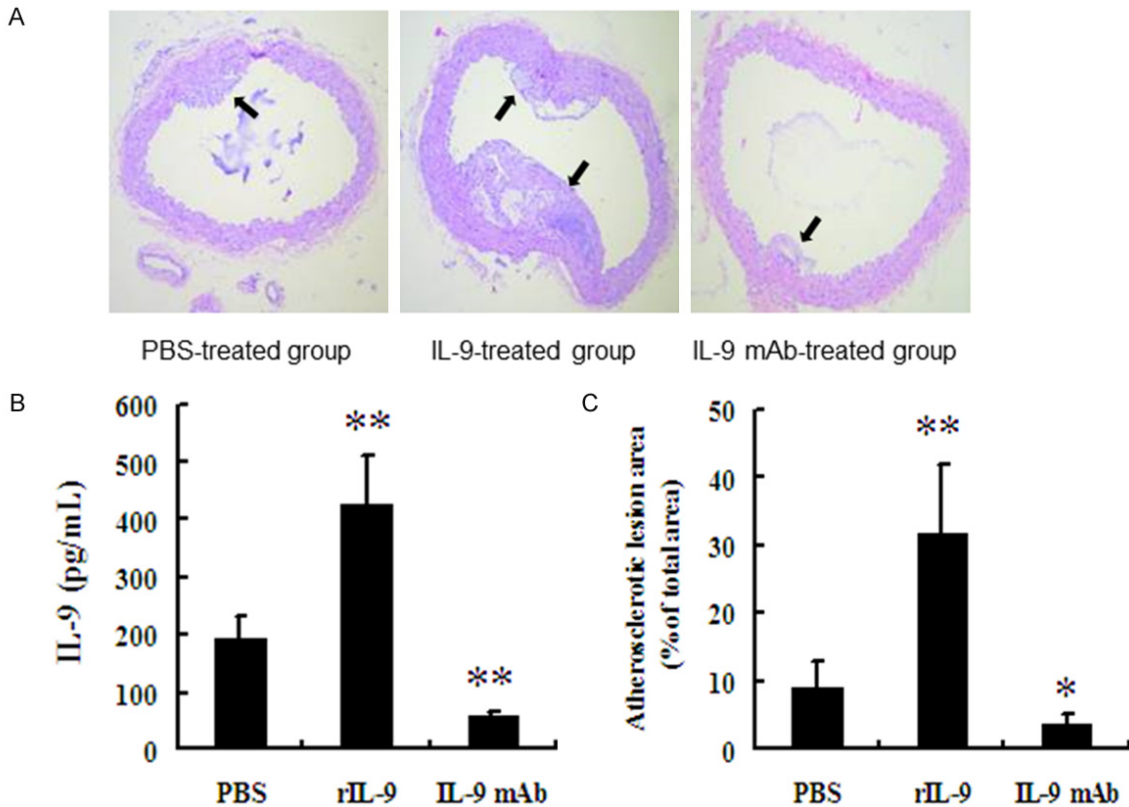 A
PBS-treated group
IL-9-treated group
IL-9 mAb-treated group
B
IL-9 (pg/mL)
600
500
400
300
200
100
0
**
**
PBS
rIL-9
IL-9 mAb
C
Atherosclerotic lesion area
(% of total area)
50
40
30
20
10
0
**
*
PBS
rIL-9
IL-9 mAb